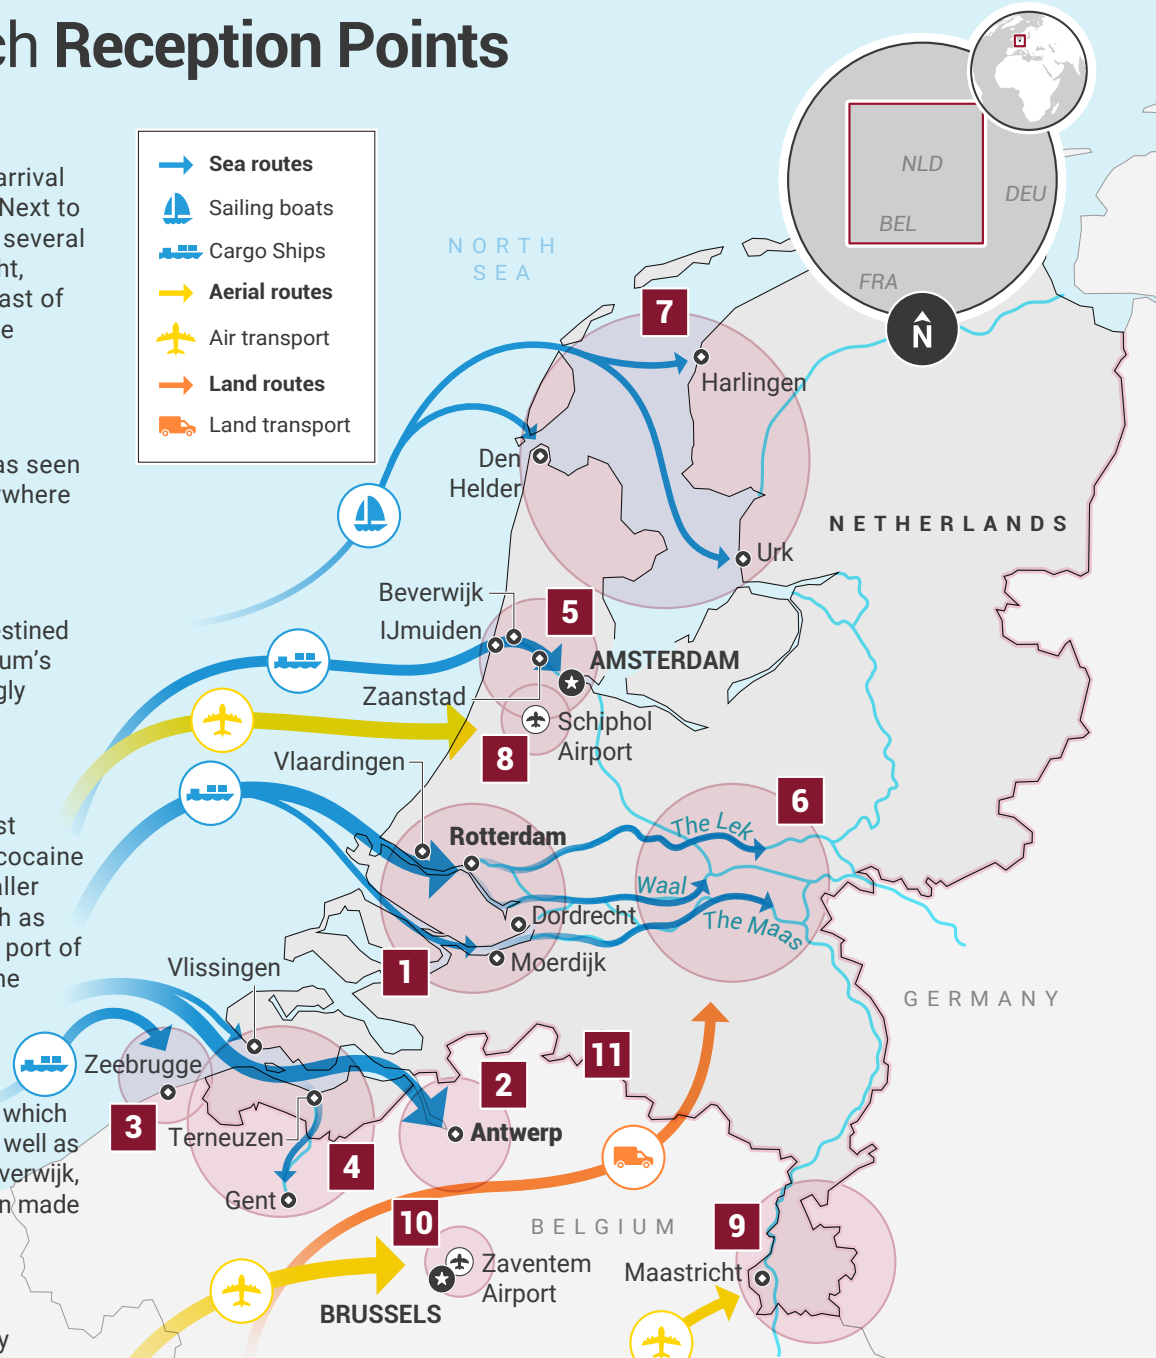 ch Reception Points
arrival
Next to
several
ht,
ast of
e
as seen
ywhere
estined
um's
gly
st
cocaine
aller
h as
port of
ne
which
well as
verwijk,
n made
y
Sea routes
Sailing boats
Cargo Ships
Aerial routes
Air transport
Land routes
Land transport
NORTH
SEA
NLD
DEU
BEL
FRA
N
7
Harlingen
Den
Helder
NETHERLANDS
Urk
Beverwijk
5
IJmuiden
AMSTERDAM
Zaanstad
Schiphol
Airport
8
Vlaardingen
6
Rotterdam
The Lek
Waal
Dordrecht
The Maas
1
Moerdijk
Vlissingen
GERMANY
11
Zeebrugge
2
3
Terneuzen
Antwerp
4
Gent
10
BELGIUM
9
Zaventem
Airport
Maastricht
BRUSSELS